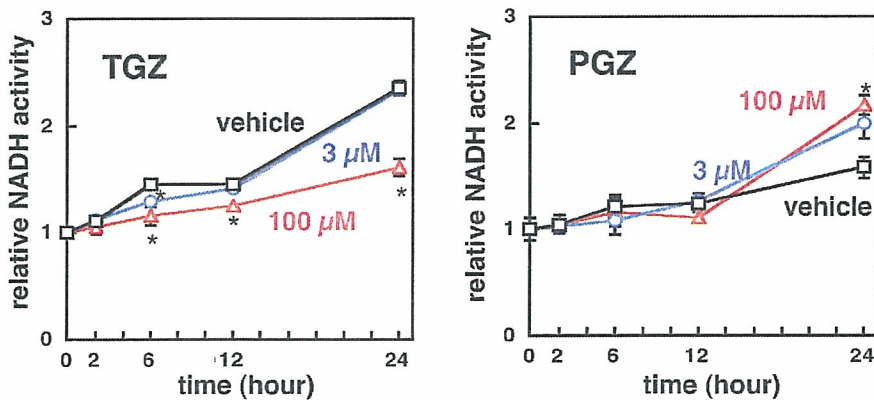 3
TGZ
vehicle
2
3 µM
*
1
* * *
100 µM
0
0 2 6 12 24
time (hour)
relative NADH activity
3
PGZ
*
100 µM
2
3 µM
vehicle
1
0
0 2 6 12 24
time (hour)
relative NADH activity